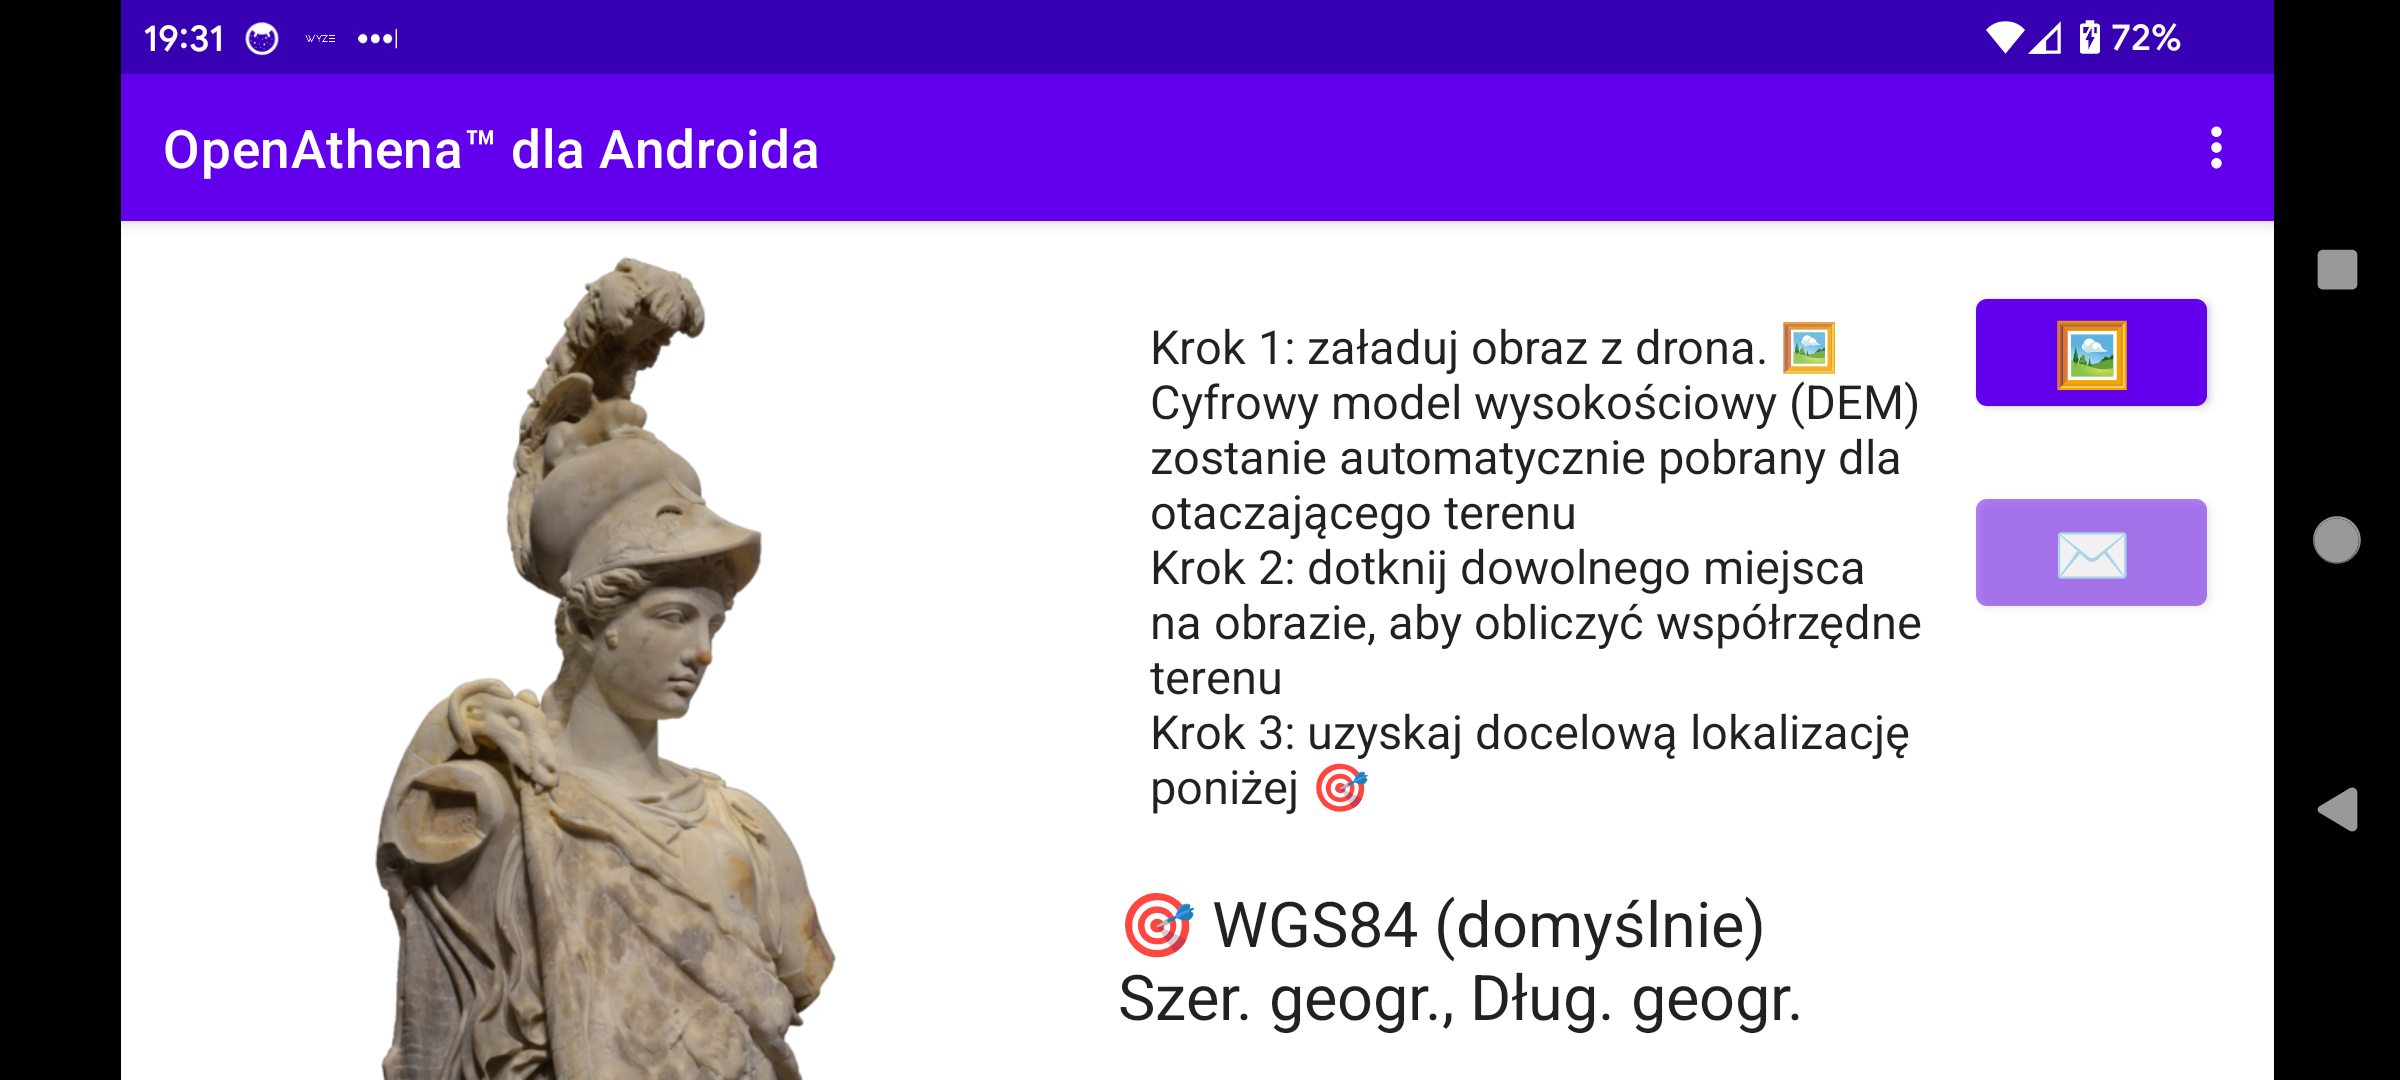 19:31 WYZE 72%
OpenAthena™ dla Androida
Krok 1: załaduj obraz z drona. 🖼️
Cyfrowy model wysokościowy (DEM)
zostanie automatycznie pobrany dla
otaczającego terenu
Krok 2: dotknij dowolnego miejsca
na obrazie, aby obliczyć współrzędne
terenu
Krok 3: uzyskaj docelową lokalizację
poniżej 🎯
🎯 WGS84 (domyślnie)
Szer. geogr., Dług. geogr.